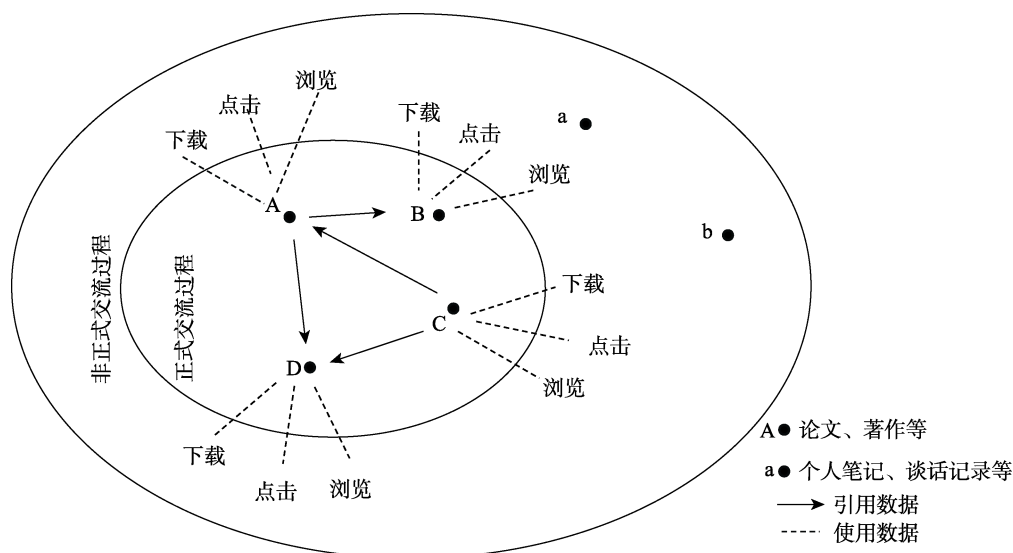 浏览
点击
下载
下载
点击
浏览
a
b
A
B
非正式交流过程
正式交流过程
C
下载
点击
浏览
D
下载
点击
浏览
A 论文、著作等
a 个人笔记、谈话记录等
引用数据
使用数据